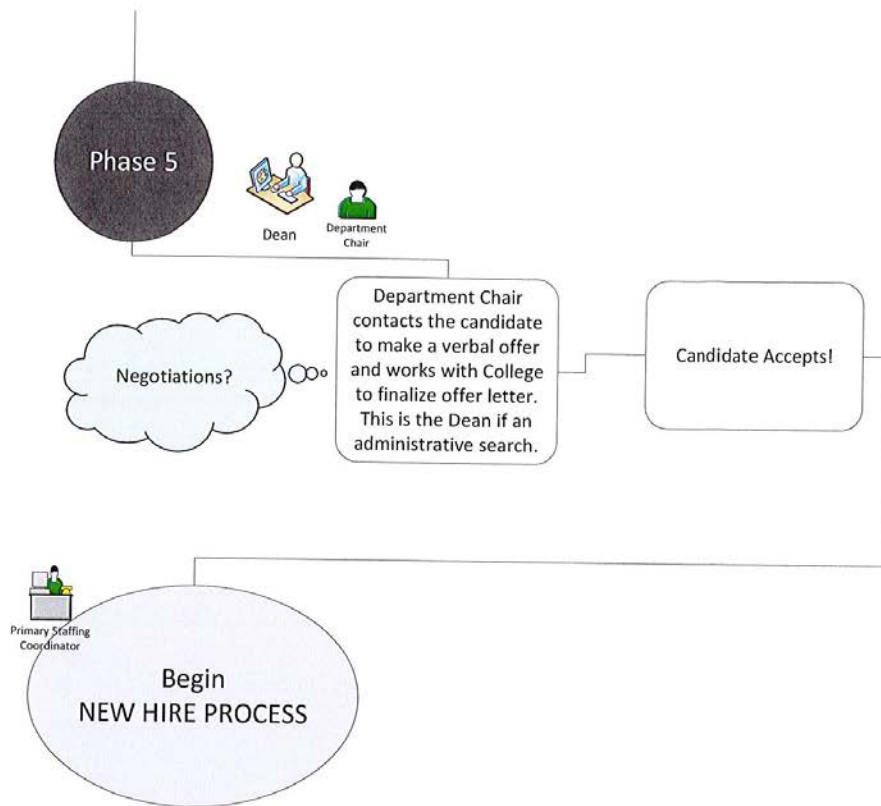 Phase 5
Dean
Department
Chair
Department Chair
contacts the candidate
to make a verbal offer
and works with College
to finalize offer letter.
This is the Dean if an
administrative search.
Negotiations?
Candidate Accepts!
Primary Staffing
Coordinator
Begin
NEW HIRE PROCESS